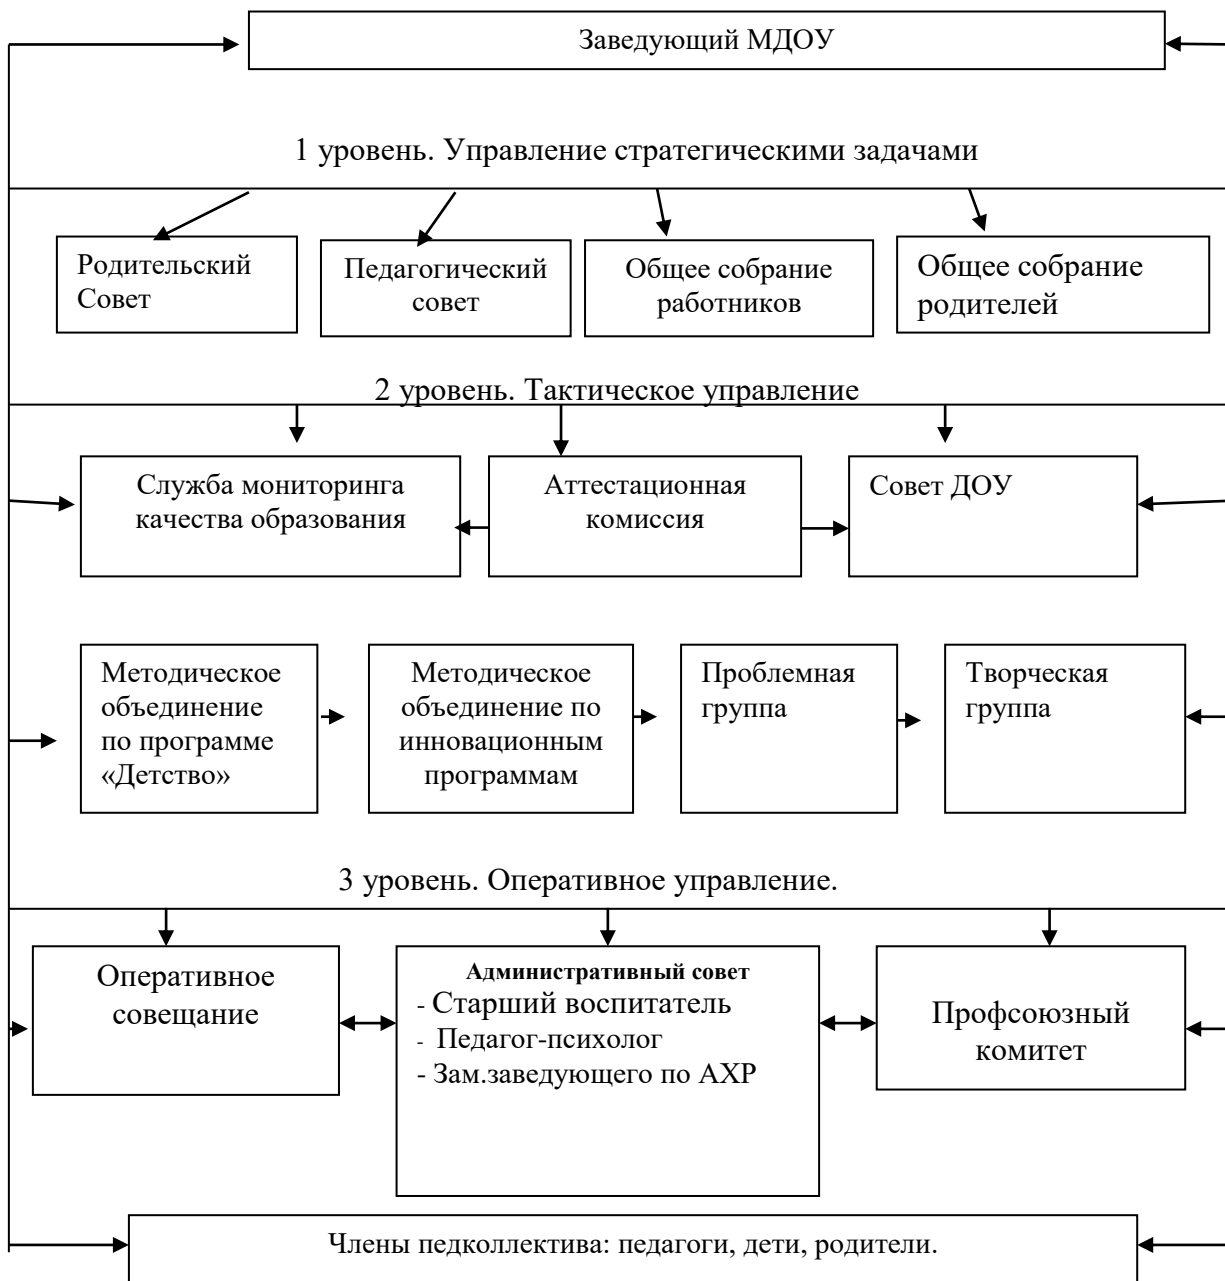 Заведующий МДОУ
1 уровень. Управление стратегическими задачами
Родительский
Совет
Педагогический
совет
Общее собрание
работников
Общее собрание
родителей
2 уровень. Тактическое управление
Служба мониторинга
качества образования
Аттестационная
комиссия
Совет ДОУ
Методическое
объединение
по программе
«Детство»
Методическое
объединение по
инновационным
программам
Проблемная
группа
Творческая
группа
3 уровень. Оперативное управление.
Оперативное
совещание
Административный совет
- Старший воспитатель
- Педагог-психолог
- Зам.заведующего по АХР
Профсоюзный
комитет
Члены педколлектива: педагоги, дети, родители.